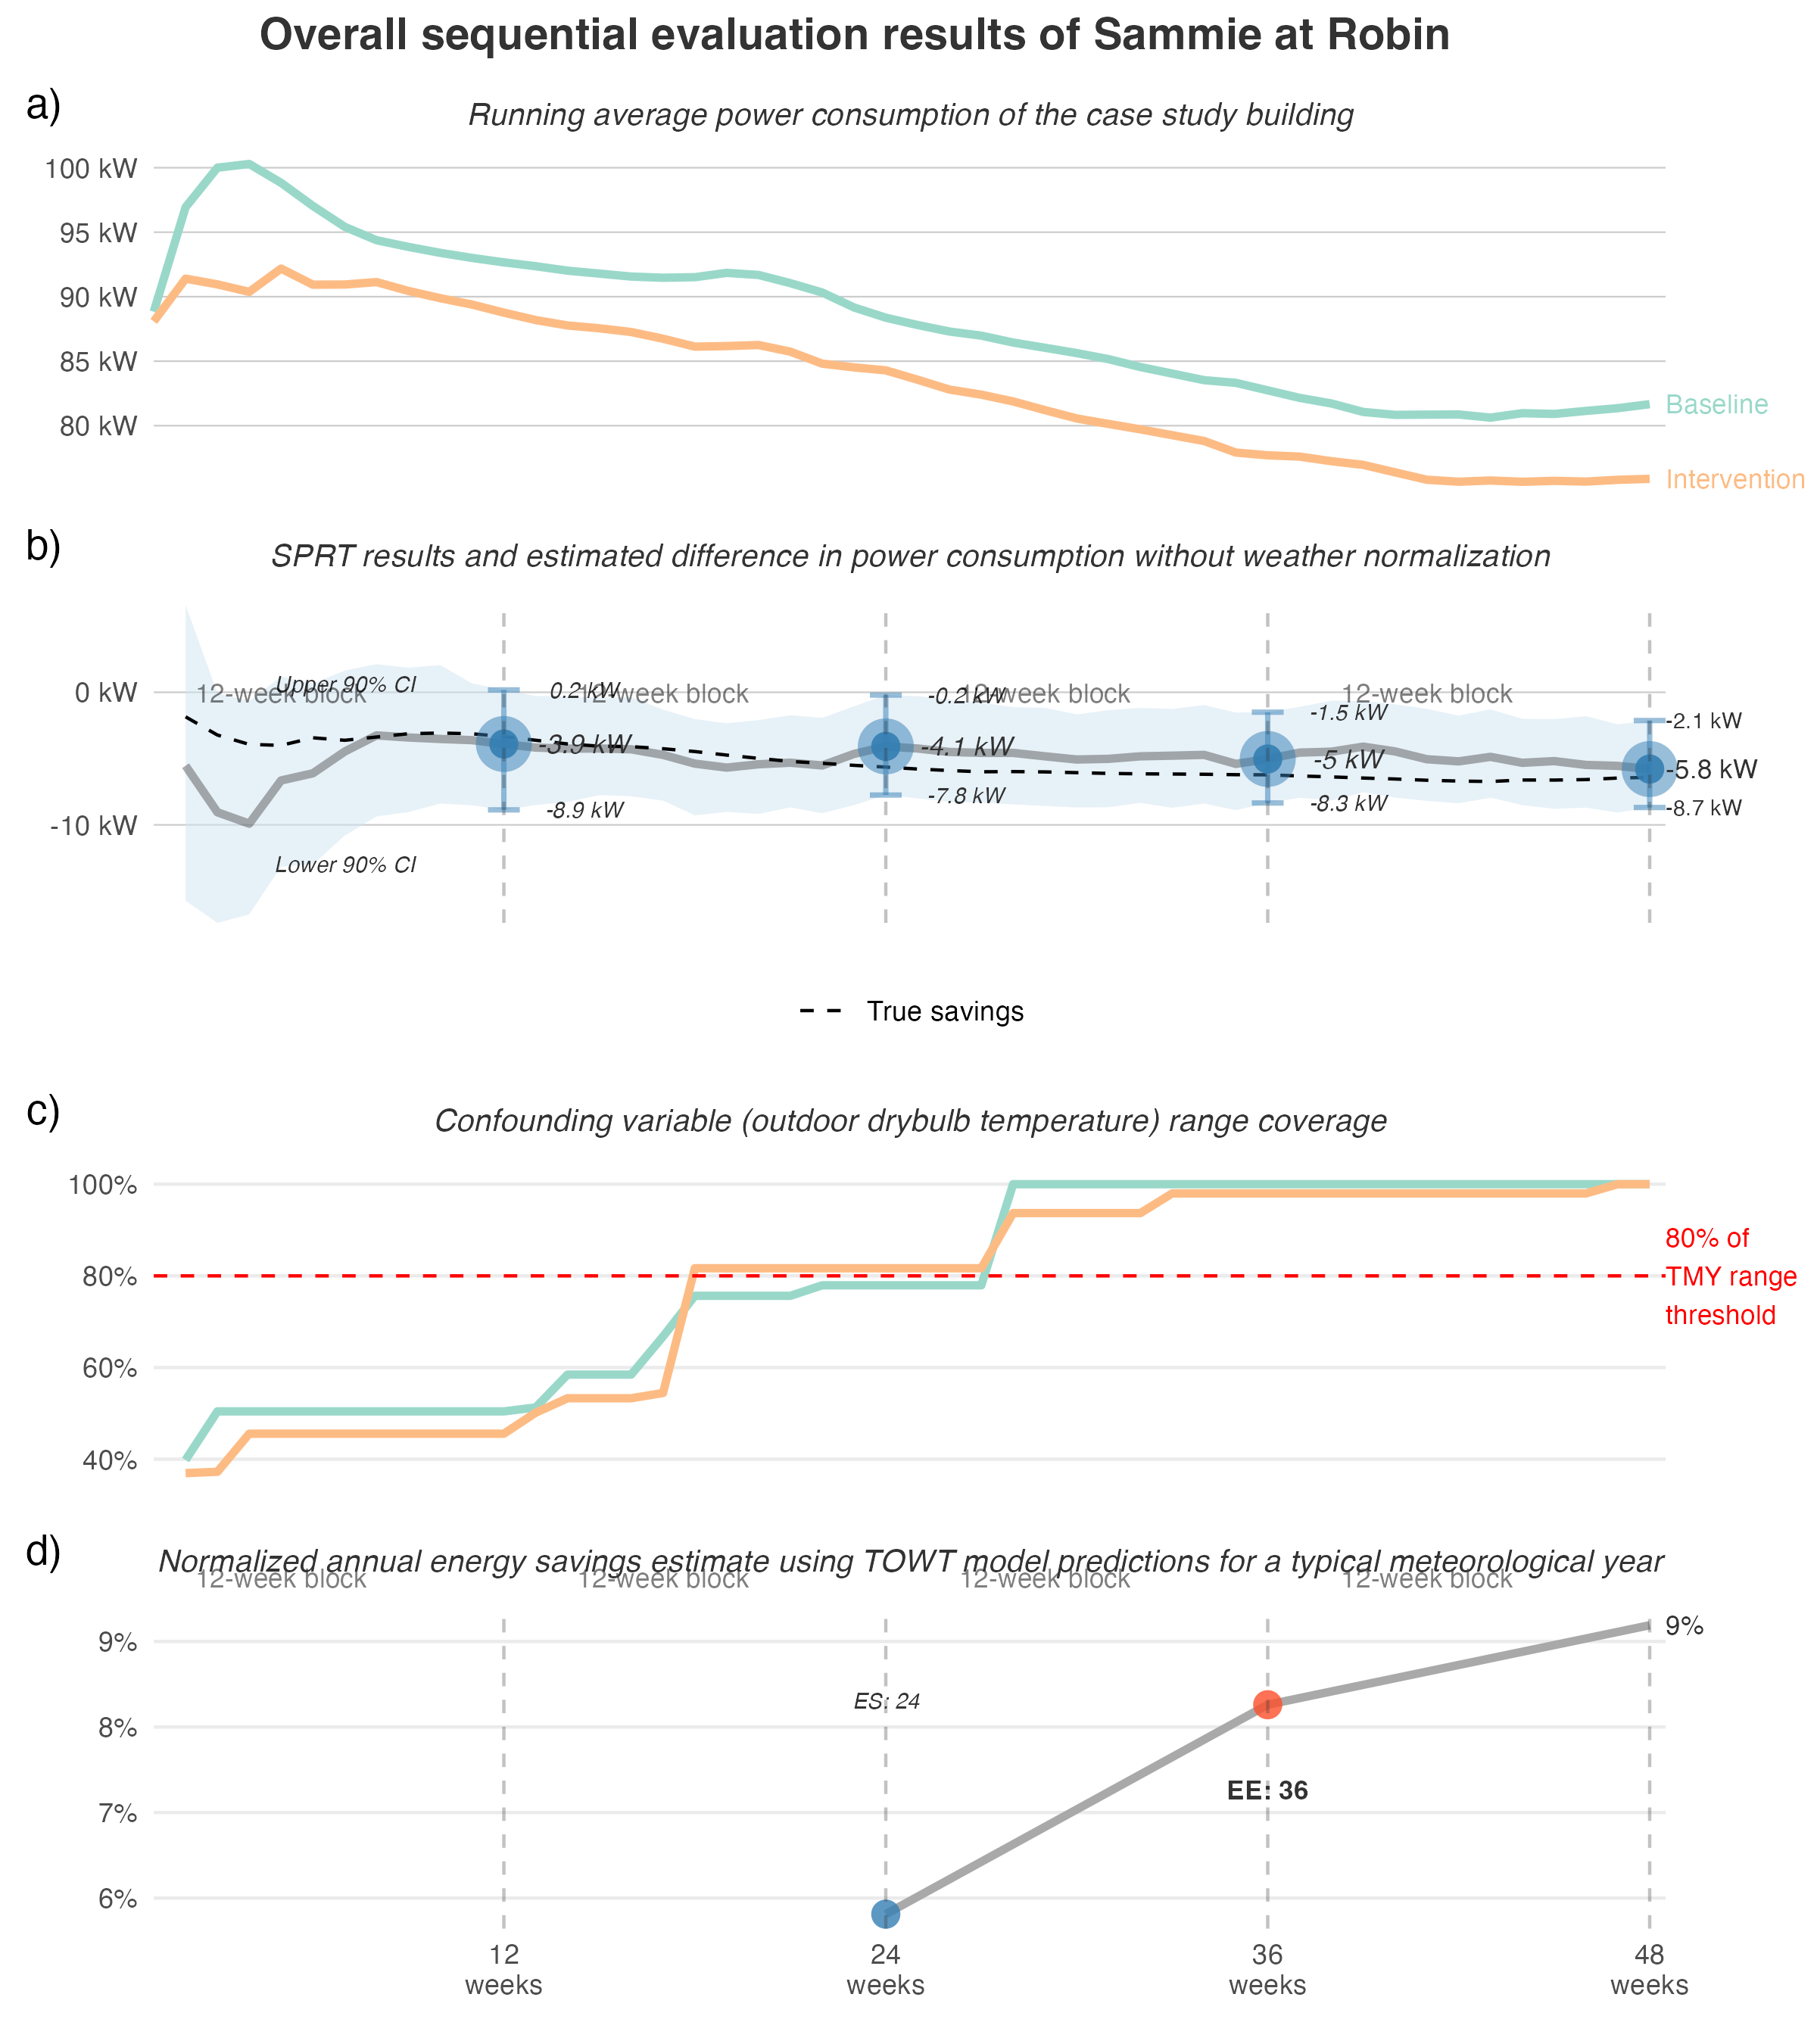 Overall sequential evaluation results of Sammie at Robin
a)
Running average power consumption of the case study building
100 kW
95 kW
90 kW
85 kW
80 kW
Baseline
Intervention
b)
SPRT results and estimated difference in power consumption without weather normalization
0 kW
-10 kW
12-week block
12-week block
12-week block
12-week block
Upper 90% CI
Lower 90% CI
0.2 kW
-3.9 kW
-8.9 kW
-0.2 kW
-4.1 kW
-7.8 kW
-1.5 kW
-5 kW
-8.3 kW
-2.1 kW
-5.8 kW
-8.7 kW
True savings
c)
Confounding variable (outdoor drybulb temperature) range coverage
100%
80%
60%
40%
80% of
TMY range
threshold
d)
Normalized annual energy savings estimate using TOWT model predictions for a typical meteorological year
12-week block
12-week block
12-week block
12-week block
9%
8%
7%
6%
9%
ES: 24
EE: 36
12
weeks
24
weeks
36
weeks
48
weeks